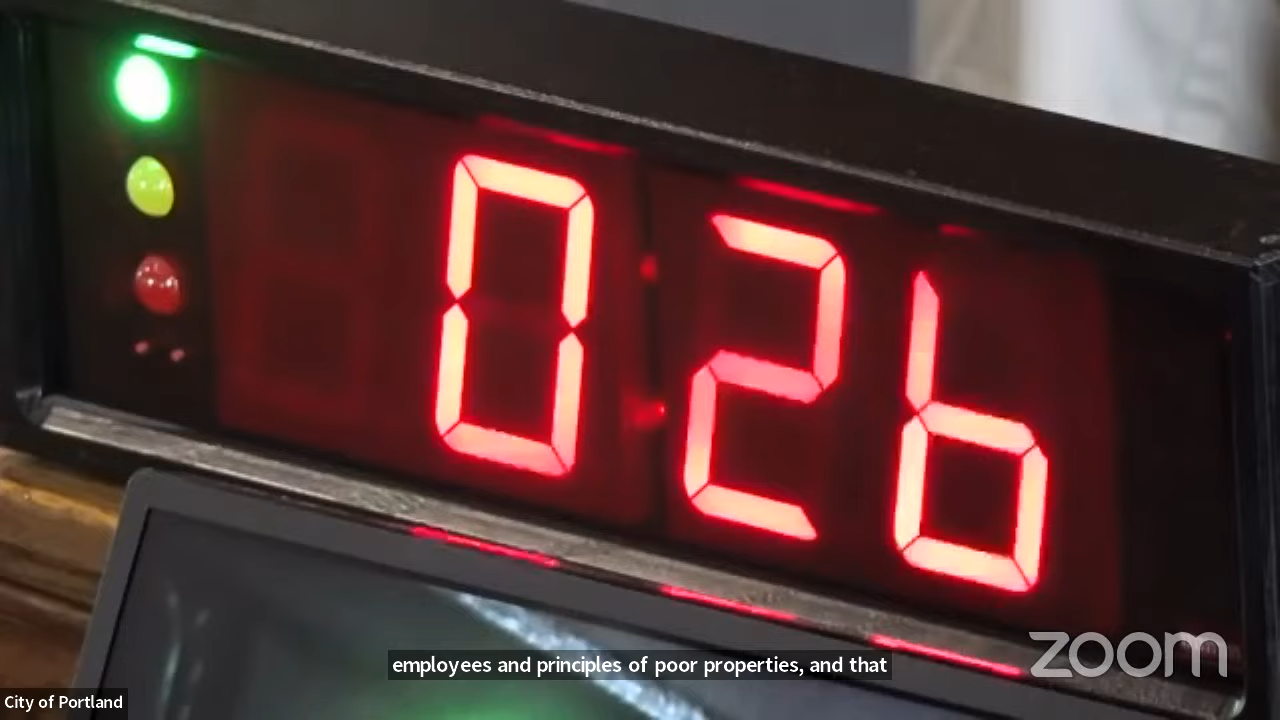 026
employees and principles of poor properties, and that
zoom
City of Portland